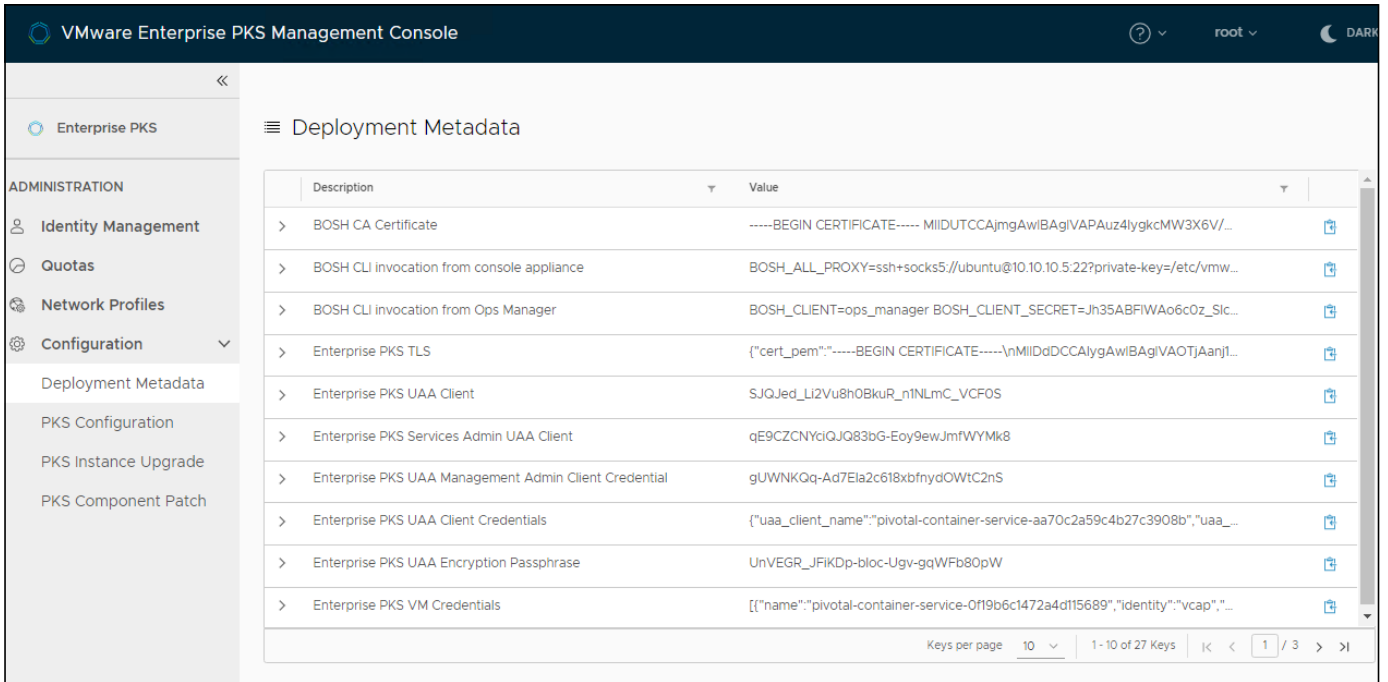 VMware Enterprise PKS Management Console
? root DARK
Enterprise PKS
ADMINISTRATION
Identity Management
Quotas
Network Profiles
Configuration
Deployment Metadata
PKS Configuration
PKS Instance Upgrade
PKS Component Patch
Deployment Metadata
Description Value
BOSH CA Certificate -----BEGIN CERTIFICATE----- MIIDUTCCAjmgAwIBAgIVAPAuz4IygkcMW3X6V/...
BOSH CLI invocation from console appliance BOSH_ALL_PROXY=ssh+socks5://ubuntu@10.10.10.5:22?private-key=/etc/vmw...
BOSH CLI invocation from Ops Manager BOSH_CLIENT=ops_manager BOSH_CLIENT_SECRET=Jh35ABFlWAo6c0z_SIc...
Enterprise PKS TLS {"cert_pem":"-----BEGIN CERTIFICATE-----\nMIIDdDCCAlygAwIBAgIVAOTjAanj1...
Enterprise PKS UAA Client SJQJed_Li2Vu8h0BkuR_n1NLmC_VCF0S
Enterprise PKS Services Admin UAA Client qE9CZCNYciQJQ83bG-Eoy9ewJmfWYMk8
Enterprise PKS UAA Management Admin Client Credential gUWNKQq-Ad7Ela2c618xbfnydOWtC2nS
Enterprise PKS UAA Client Credentials {"uaa_client_name":"pivotal-container-service-aa70c2a59c4b27c3908b","uaa_...
Enterprise PKS UAA Encryption Passphrase UnVEGR_JFiKDp-bloc-Ugv-gqWFb80pW
Enterprise PKS VM Credentials [{"name":"pivotal-container-service-0f19b6c1472a4d115689","identity":"vcap","...
Keys per page 10 1 - 10 of 27 Keys 1 / 3